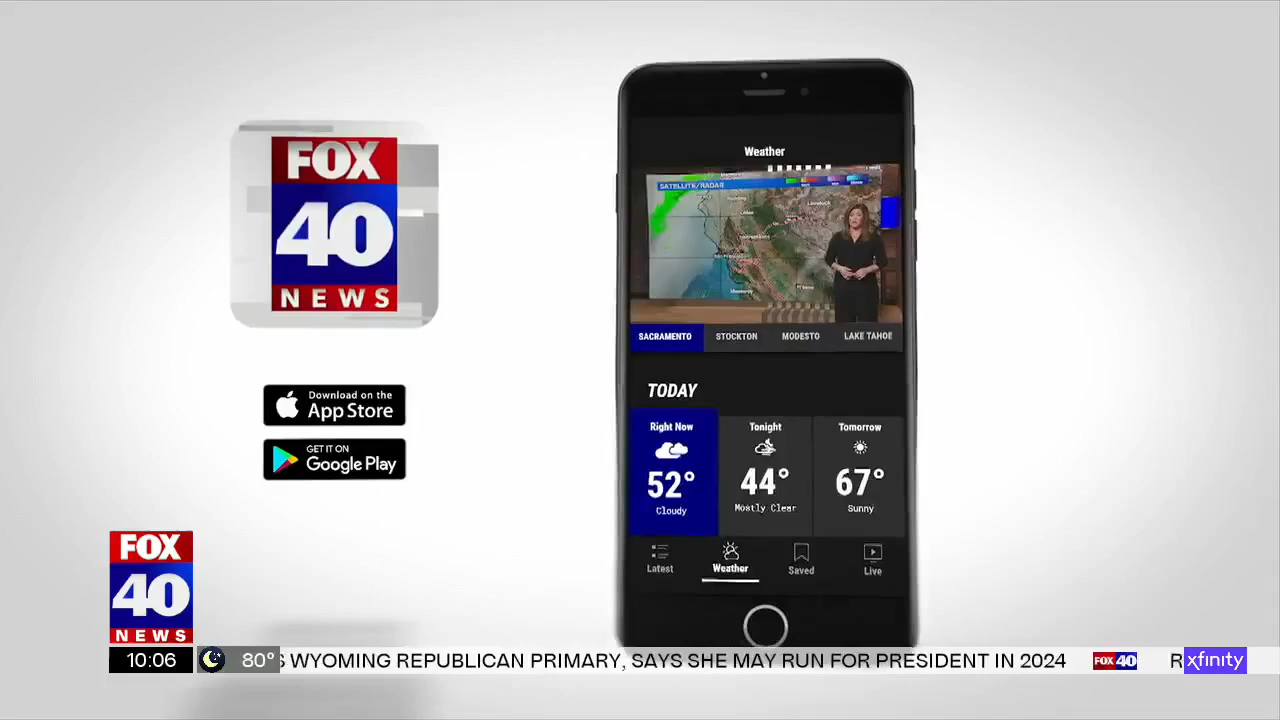 FOX
40
NEWS
Download on the
App Store
GET IT ON
Google Play
Weather
SATELLITE/RADAR
SACRAMENTO
STOCKTON
MODESTO
LAKE TAHOE
TODAY
Right Now
52°
Cloudy
Tonight
44°
Mostly Clear
Tomorrow
67°
Sunny
Latest
Weather
Saved
Live
FOX
40
NEWS
10:06
80°
S WYOMING REPUBLICAN PRIMARY, SAYS SHE MAY RUN FOR PRESIDENT IN 2024
FOX 40
R
xfinity